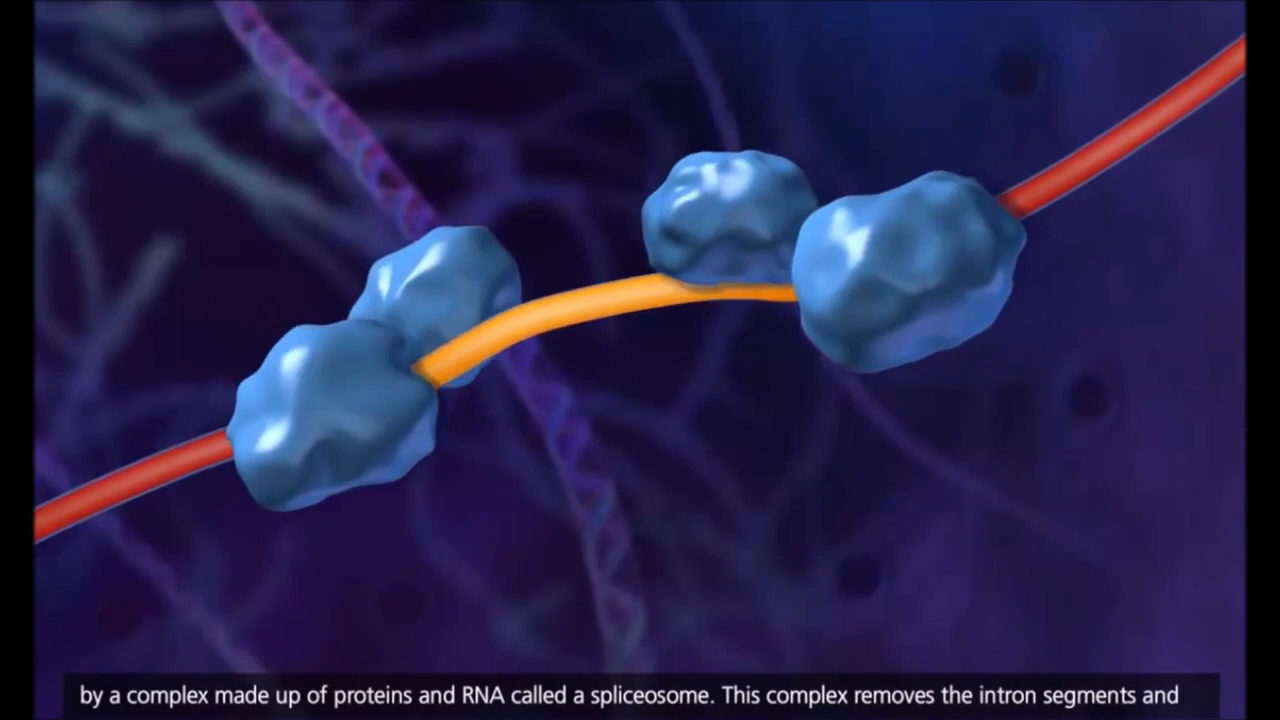 by a complex made up of proteins and RNA called a spliceosome. This complex removes the intron segments and